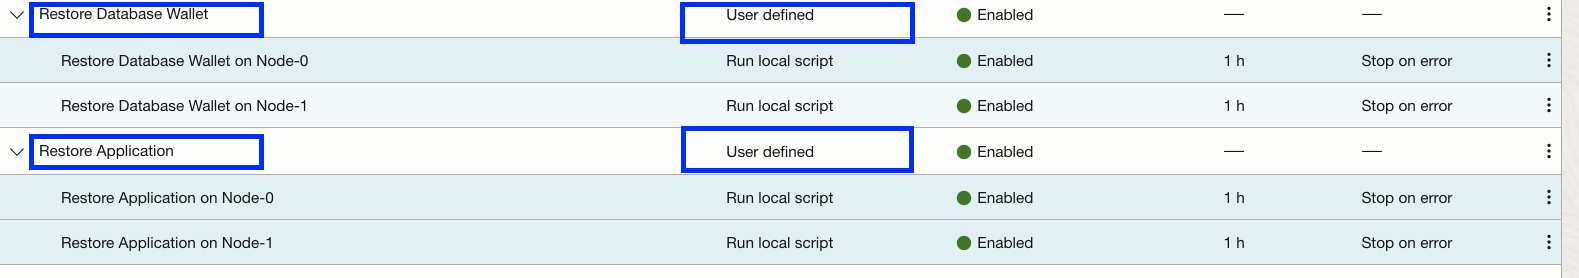 Restore Database Wallet User defined Enabled — —
Restore Database Wallet on Node-0 Run local script Enabled 1 h Stop on error
Restore Database Wallet on Node-1 Run local script Enabled 1 h Stop on error
Restore Application User defined Enabled — —
Restore Application on Node-0 Run local script Enabled 1 h Stop on error
Restore Application on Node-1 Run local script Enabled 1 h Stop on error